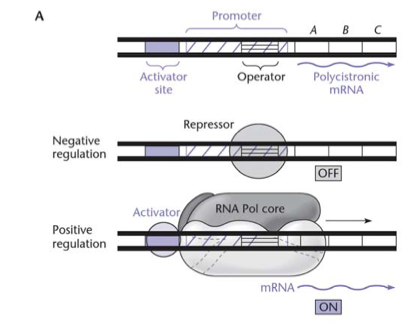 A
Promoter
A B C
Activator
site
Operator
Polycistronic
mRNA
Repressor
Negative
regulation
OFF
Activator
RNA Pol core
Positive
regulation
mRNA
ON